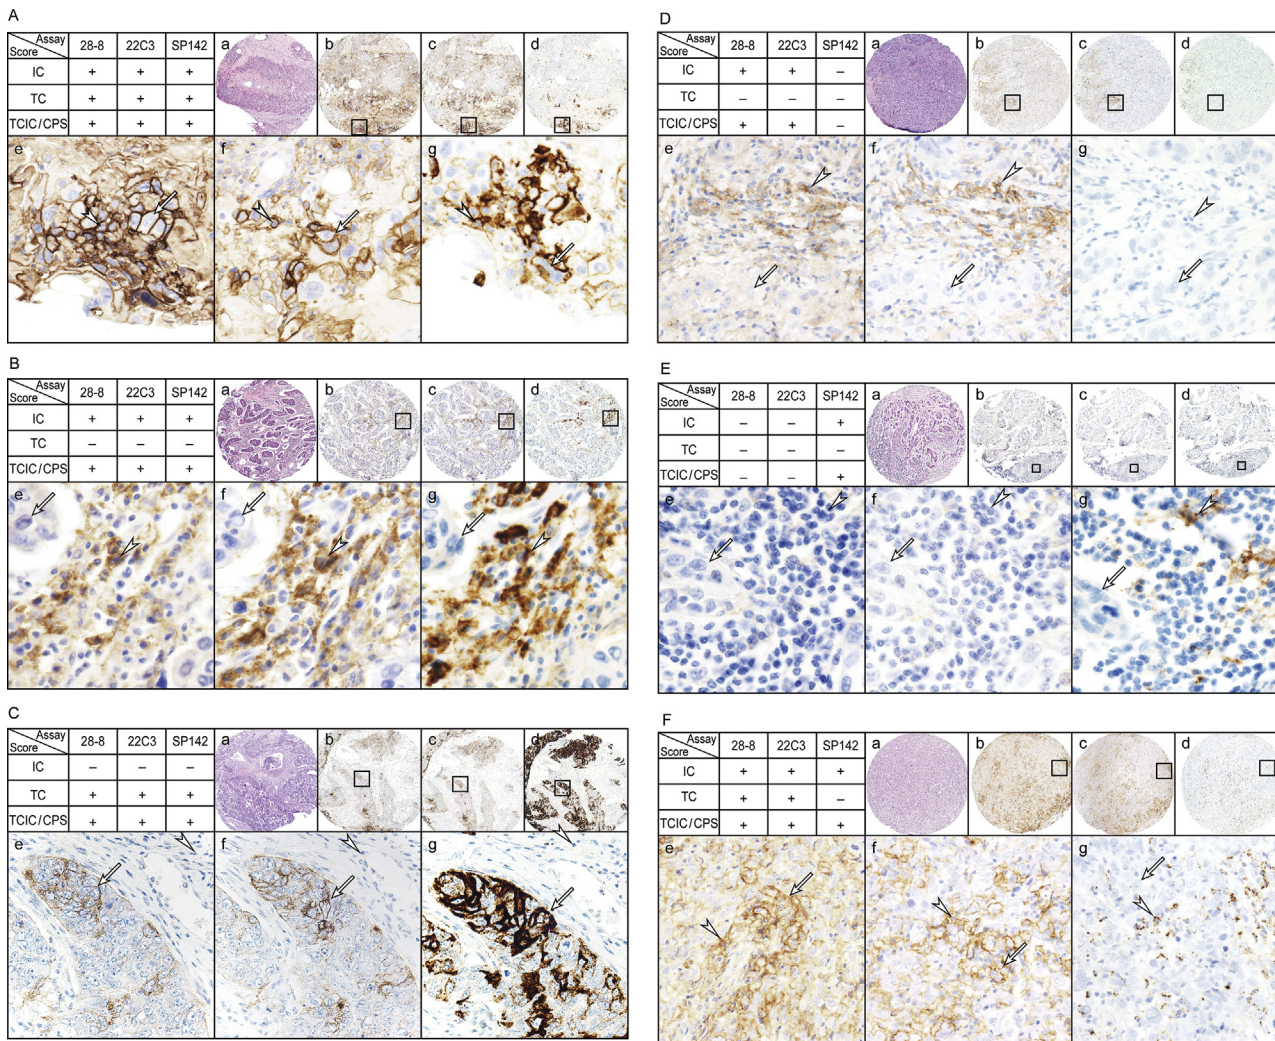 A
Assay
Score
28-8 22C3 SP142
IC + + +
TC + + +
TCIC/CPS + + +
a b c d
e f g
B
Assay
Score
28-8 22C3 SP142
IC + + +
TC – – –
TCIC/CPS + + +
a b c d
e f g
C
Assay
Score
28-8 22C3 SP142
IC – – –
TC + + +
TCIC/CPS + + +
a b c d
e f g
D
Assay
Score
28-8 22C3 SP142
IC + + –
TC – – –
TCIC/CPS + + –
a b c d
e f g
E
Assay
Score
28-8 22C3 SP142
IC – – +
TC – – –
TCIC/CPS – – +
a b c d
e f g
F
Assay
Score
28-8 22C3 SP142
IC + + +
TC + + –
TCIC/CPS + + +
a b c d
e f g